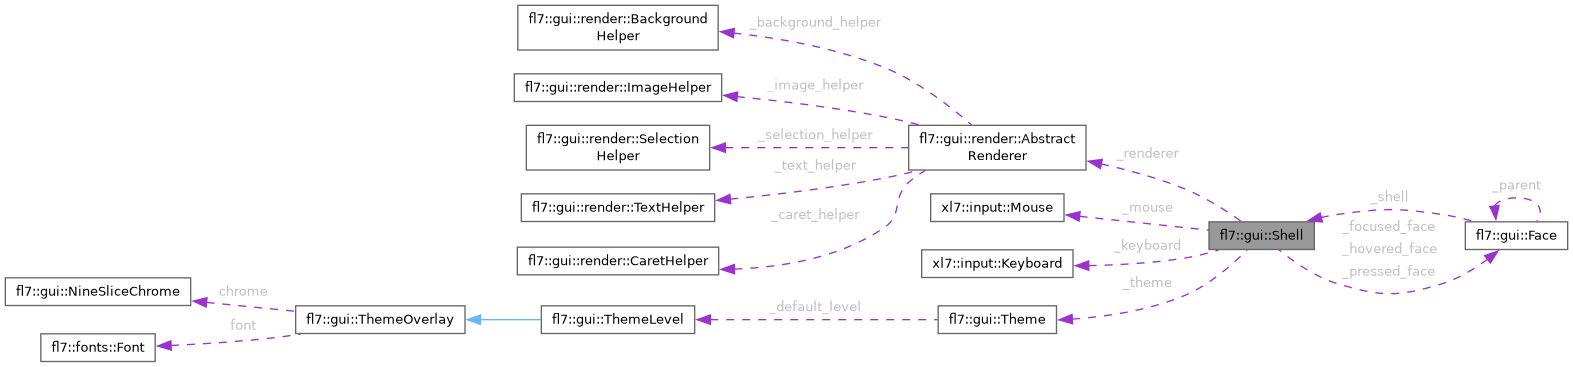 fl7::gui::render::Background
Helper
_background_helper
fl7::gui::render::ImageHelper
_image_helper
fl7::gui::render::Selection
Helper
_selection_helper
fl7::gui::render::Abstract
Renderer
_text_helper
_renderer
fl7::gui::render::TextHelper
_caret_helper
xl7::input::Mouse
_mouse
_parent
_shell
_focused_face
fl7::gui::Shell
fl7::gui::Face
_hovered_face
_keyboard
fl7::gui::render::CaretHelper
xl7::input::Keyboard
_pressed_face
_theme
fl7::gui::NineSliceChrome
chrome
_default_level
fl7::gui::ThemeOverlay
fl7::gui::ThemeLevel
fl7::gui::Theme
font
fl7::fonts::Font